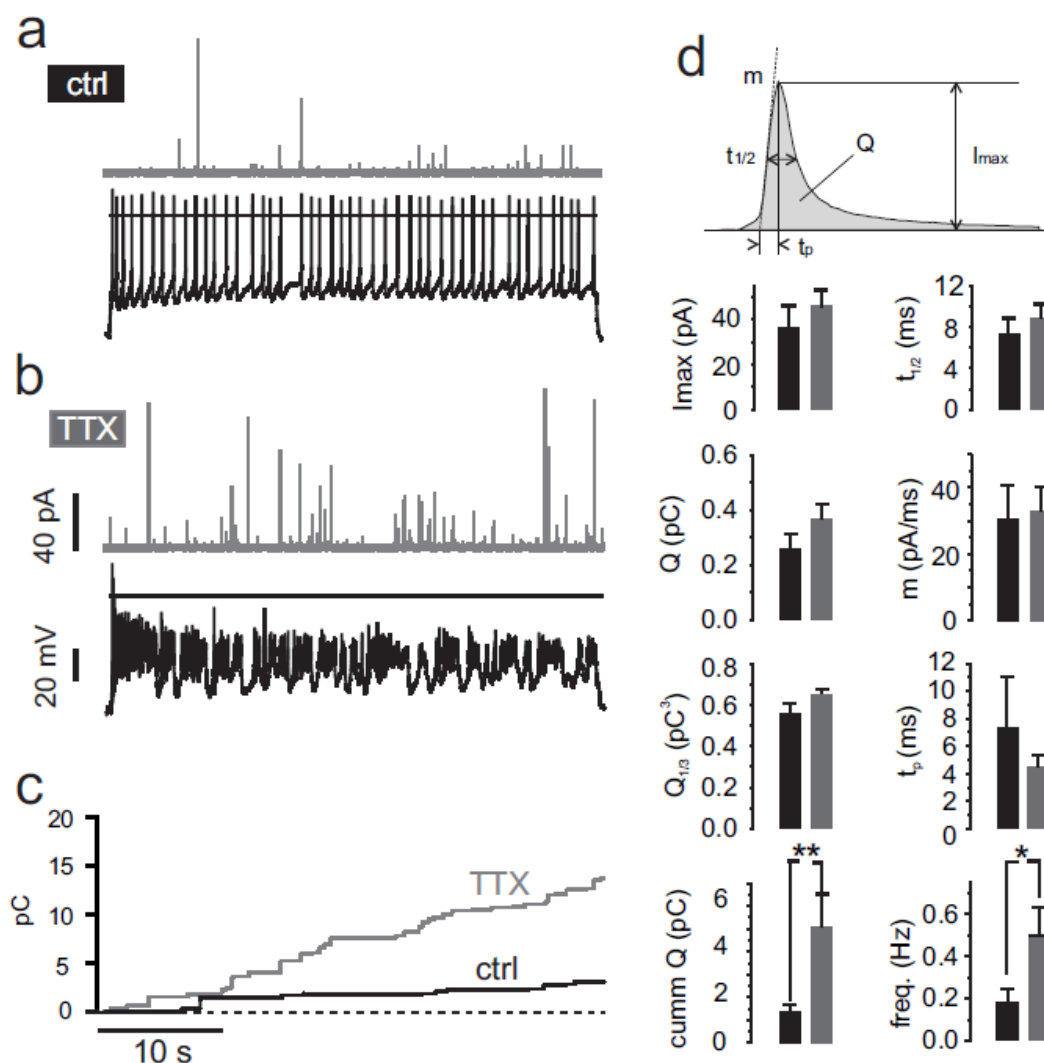 a
ctrl
b
TTX
40 pA
20 mV
c
20
15
10
5
0
pC
TTX
ctrl
10 s
d
m
t1/2
Q
Imax
tp
Imax (pA)
40
20
0
t1/2 (ms)
12
8
4
0
Q (pC)
0.6
0.4
0.2
0.0
m (pA/ms)
40
20
0
Q1/3 (pC³)
0.8
0.6
0.4
0.2
0.0
tp (ms)
12
10
8
6
4
2
0
cumm Q (pC)
6
4
2
0
**
freq. (Hz)
0.6
0.4
0.2
0.0
*